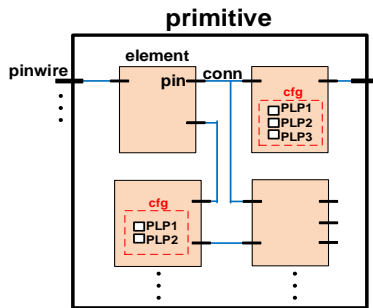 primitive
element
pinwire
pin
conn
cfg
PLP1
PLP2
PLP3
cfg
PLP1
PLP2